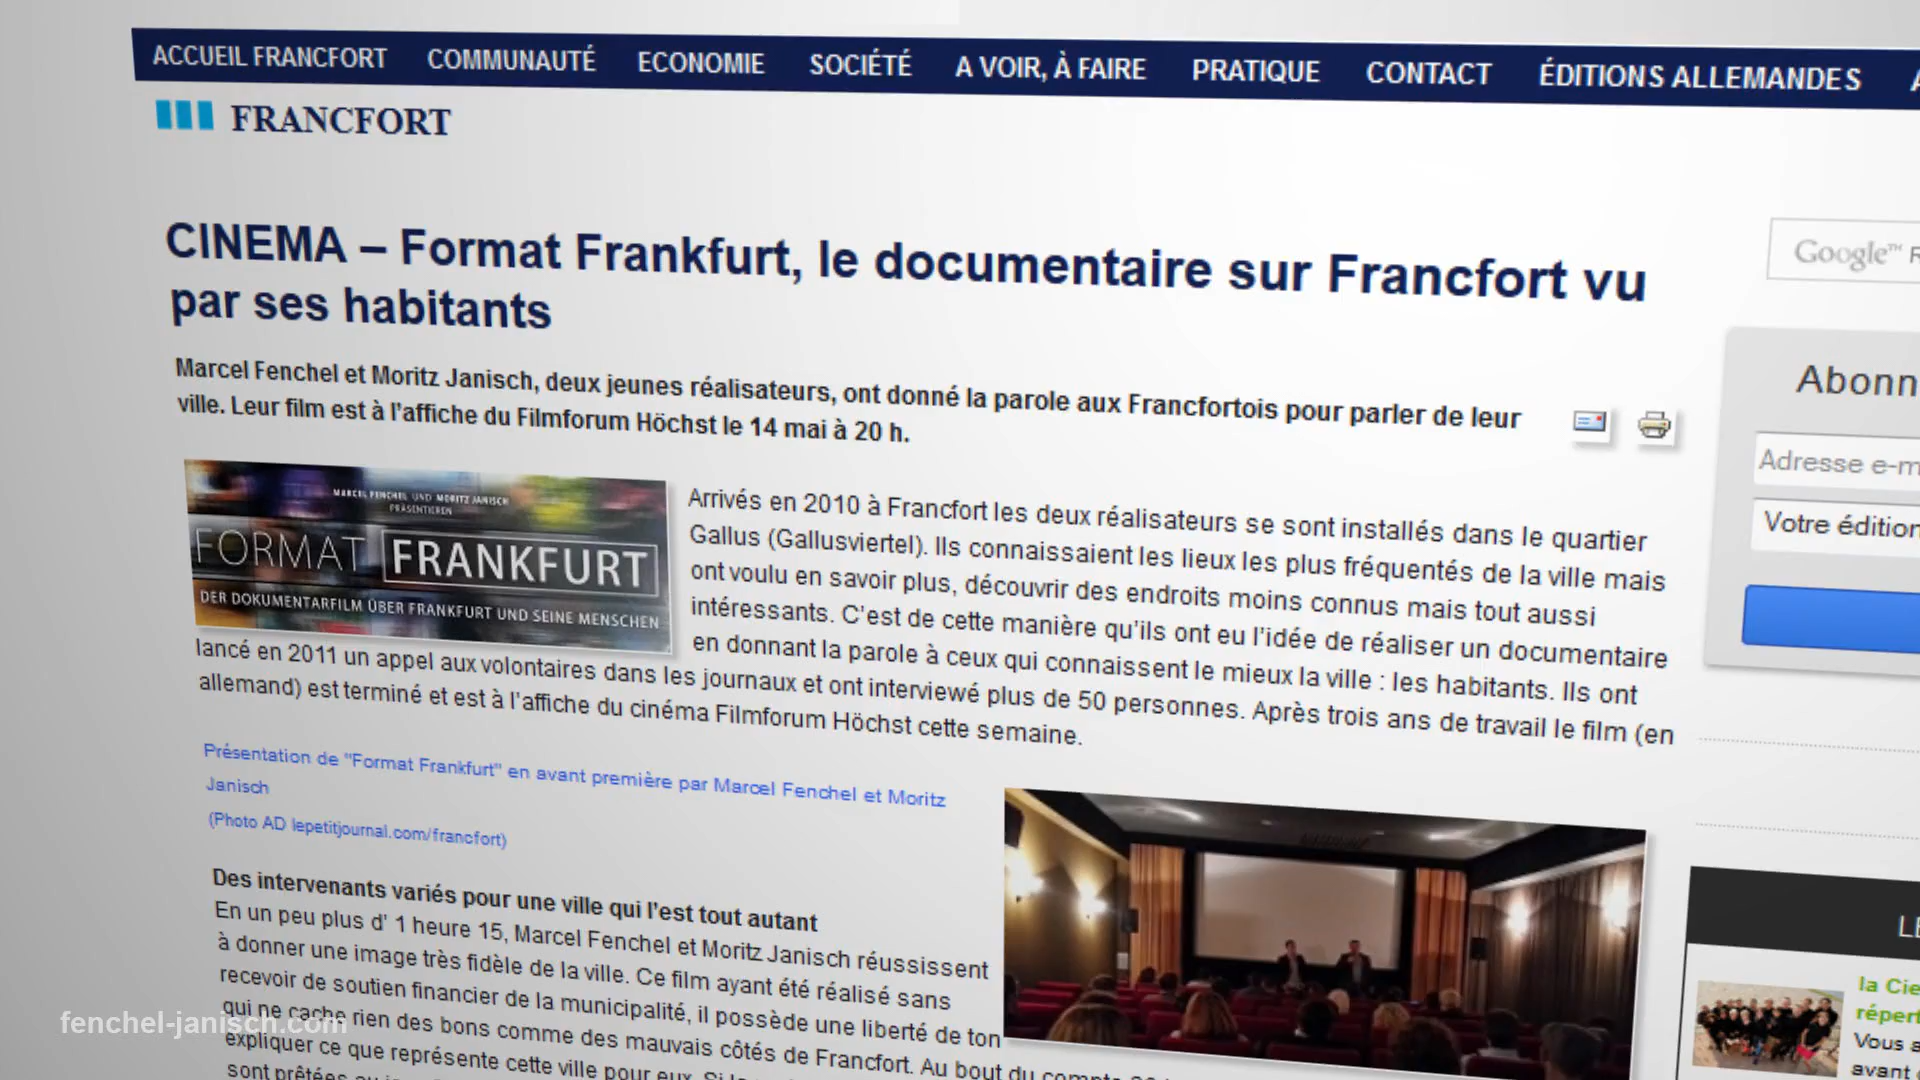 ACCUEIL FRANCFORT COMMUNAUTÉ ECONOMIE SOCIÉTÉ A VOIR, À FAIRE PRATIQUE CONTACT ÉDITIONS ALLEMANDES
FRANCFORT
CINEMA – Format Frankfurt, le documentaire sur Francfort vu
par ses habitants
Google™
Marcel Fenchel et Moritz Janisch, deux jeunes réalisateurs, ont donné la parole aux Francfortois pour parler de leur
ville. Leur film est à l'affiche du Filmforum Höchst le 14 mai à 20 h.
Abonn
Adresse e-m
Votre édition
MARCEL FENCHEL UND MORITZ JANISCH
PRÄSENTIEREN
FORMAT FRANKFURT
DER DOKUMENTARFILM ÜBER FRANKFURT UND SEINE MENSCHEN
Arrivés en 2010 à Francfort les deux réalisateurs se sont installés dans le quartier
Gallus (Gallusviertel). Ils connaissaient les lieux les plus fréquentés de la ville mais
ont voulu en savoir plus, découvrir des endroits moins connus mais tout aussi
intéressants. C'est de cette manière qu'ils ont eu l'idée de réaliser un documentaire
en donnant la parole à ceux qui connaissent le mieux la ville : les habitants. Ils ont
lancé en 2011 un appel aux volontaires dans les journaux et ont interviewé plus de 50 personnes. Après trois ans de travail le film (en
allemand) est terminé et est à l'affiche du cinéma Filmforum Höchst cette semaine.
Présentation de "Format Frankfurt" en avant première par Marcel Fenchel et Moritz
Janisch
(Photo AD lepetitjournal.com/francfort)
Des intervenants variés pour une ville qui l'est tout autant
En un peu plus d' 1 heure 15, Marcel Fenchel et Moritz Janisch réussissent
à donner une image très fidèle de la ville. Ce film ayant été réalisé sans
recevoir de soutien financier de la municipalité, il possède une liberté de ton
qui ne cache rien des bons comme des mauvais côtés de Francfort. Au bout du compte
expliquer ce que représente cette ville pour eux.
sont prêtées au
LE
la Cie
répert
Vous a
avant
fenchel-janisch.com